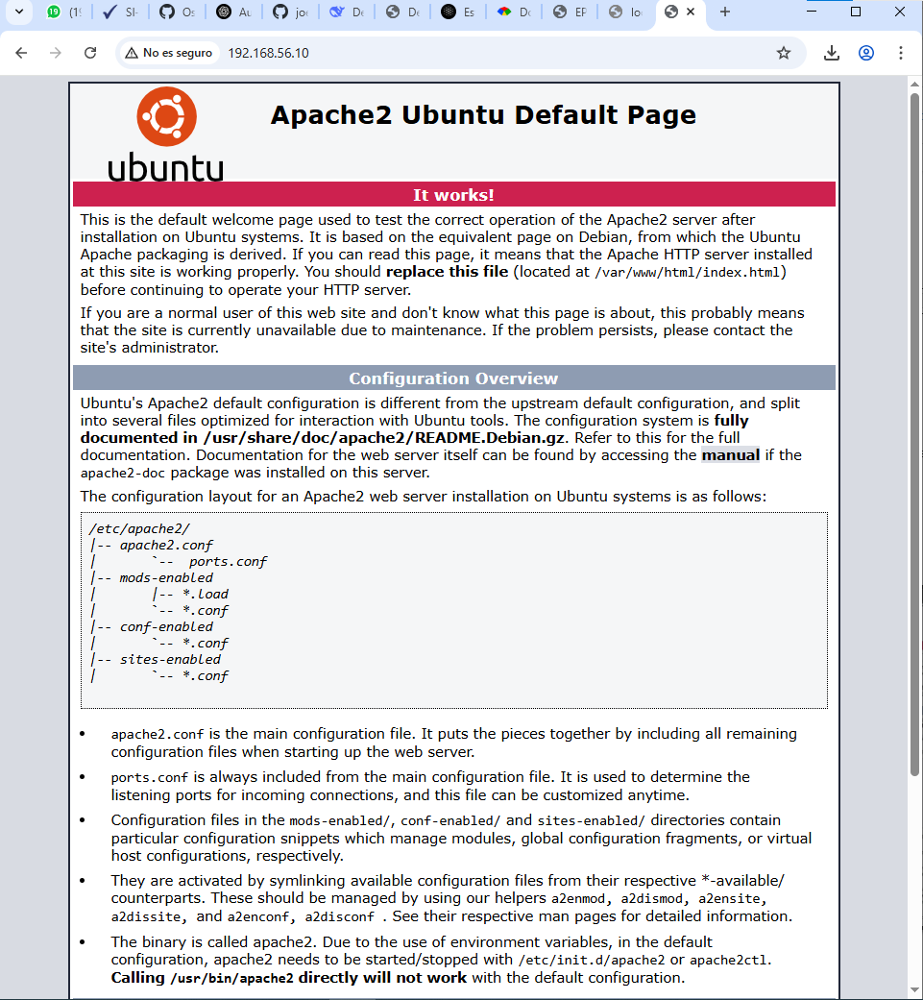 (1
SI-
Os
Au
jo
De
De
Es
Do
EP
lo
No es seguro
192.168.56.10
ubuntu
Apache2 Ubuntu Default Page
It works!
This is the default welcome page used to test the correct operation of the Apache2 server after
installation on Ubuntu systems. It is based on the equivalent page on Debian, from which the Ubuntu
Apache packaging is derived. If you can read this page, it means that the Apache HTTP server installed
at this site is working properly. You should replace this file (located at /var/www/html/index.html)
before continuing to operate your HTTP server.
If you are a normal user of this web site and don't know what this page is about, this probably means
that the site is currently unavailable due to maintenance. If the problem persists, please contact the
site's administrator.
Configuration Overview
Ubuntu's Apache2 default configuration is different from the upstream default configuration, and split
into several files optimized for interaction with Ubuntu tools. The configuration system is fully
documented in /usr/share/doc/apache2/README.Debian.gz. Refer to this for the full
documentation. Documentation for the web server itself can be found by accessing the manual if the
apache2-doc package was installed on this server.
The configuration layout for an Apache2 web server installation on Ubuntu systems is as follows:
/etc/apache2/
|-- apache2.conf
|       `--  ports.conf
|-- mods-enabled
|       |-- *.load
|       `-- *.conf
|-- conf-enabled
|       `-- *.conf
|-- sites-enabled
|       `-- *.conf
• apache2.conf is the main configuration file. It puts the pieces together by including all remaining
configuration files when starting up the web server.
• ports.conf is always included from the main configuration file. It is used to determine the
listening ports for incoming connections, and this file can be customized anytime.
• Configuration files in the mods-enabled/, conf-enabled/ and sites-enabled/ directories contain
particular configuration snippets which manage modules, global configuration fragments, or virtual
host configurations, respectively.
• They are activated by symlinking available configuration files from their respective *-available/
counterparts. These should be managed by using our helpers a2enmod, a2dismod, a2ensite,
a2dissite, and a2enconf, a2disconf . See their respective man pages for detailed information.
• The binary is called apache2. Due to the use of environment variables, in the default
configuration, apache2 needs to be started/stopped with /etc/init.d/apache2 or apache2ctl.
Calling /usr/bin/apache2 directly will not work with the default configuration.